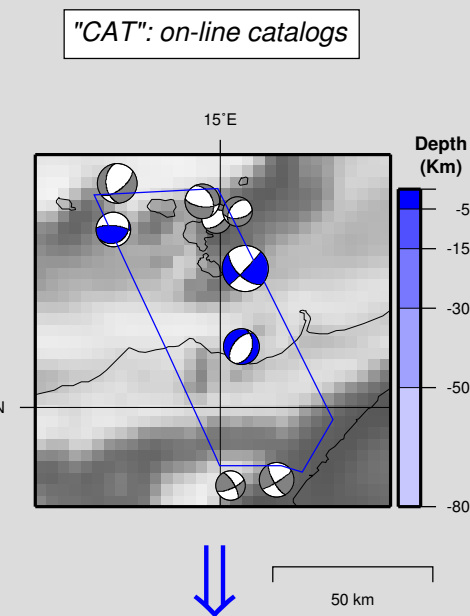 "CAT": on-line catalogs
15˚E
Depth
(Km)
-5
-15
-30
-50
-80
N
50 km